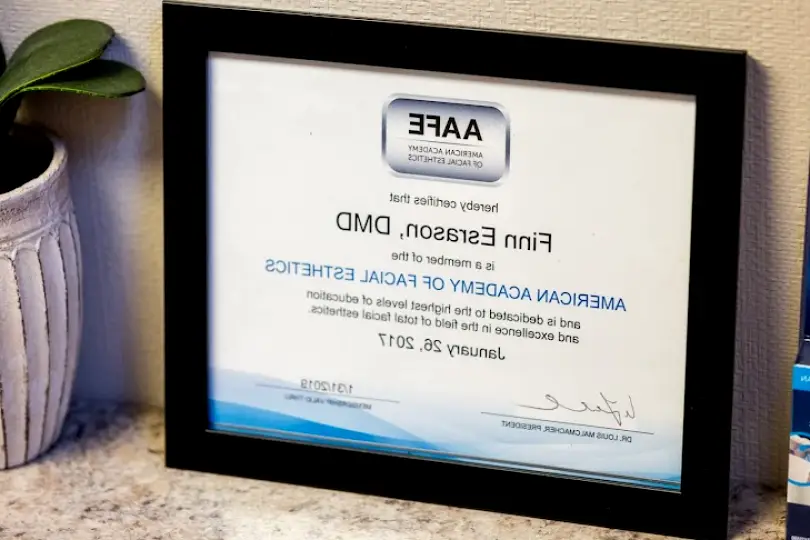 AAFE
AMERICAN ACADEMY
OF FACIAL ESTHETICS
hereby certifies that
Finn Esrason, DMD
is a member of the
AMERICAN ACADEMY OF FACIAL ESTHETICS
and is dedicated to the highest levels of education
and excellence in the field of total facial esthetics.
January 26, 2017
1/31/2019
MEMBERSHIP VALID THRU
DR. LOUIS MALCMACHER, PRESIDENT